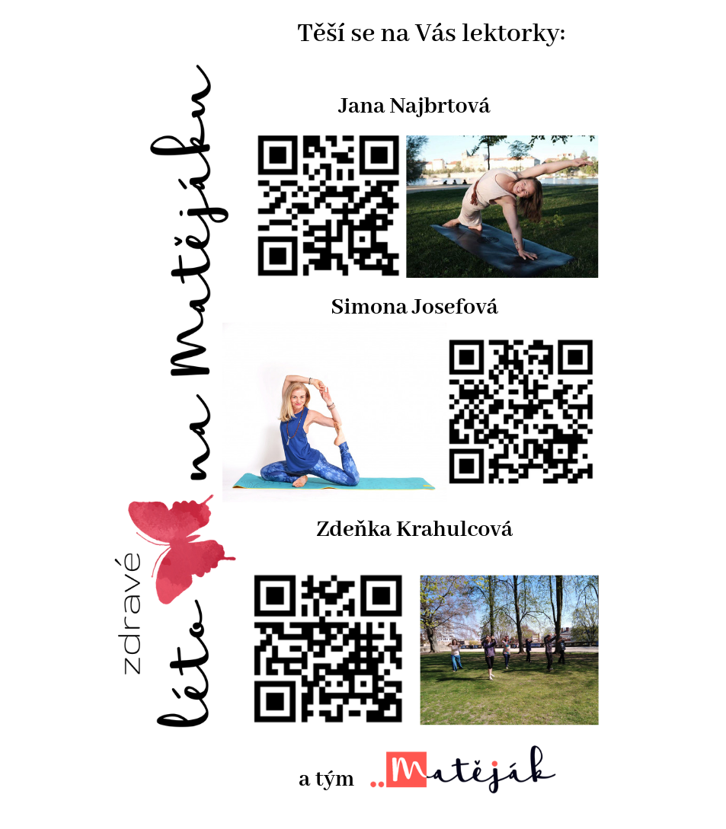 Těší se na Vás lektorky:
Jana Najbrtová
Simona Josefová
Zdeňka Krahulcová
zdravé
léto na Matějáku
a tým ..Matěják